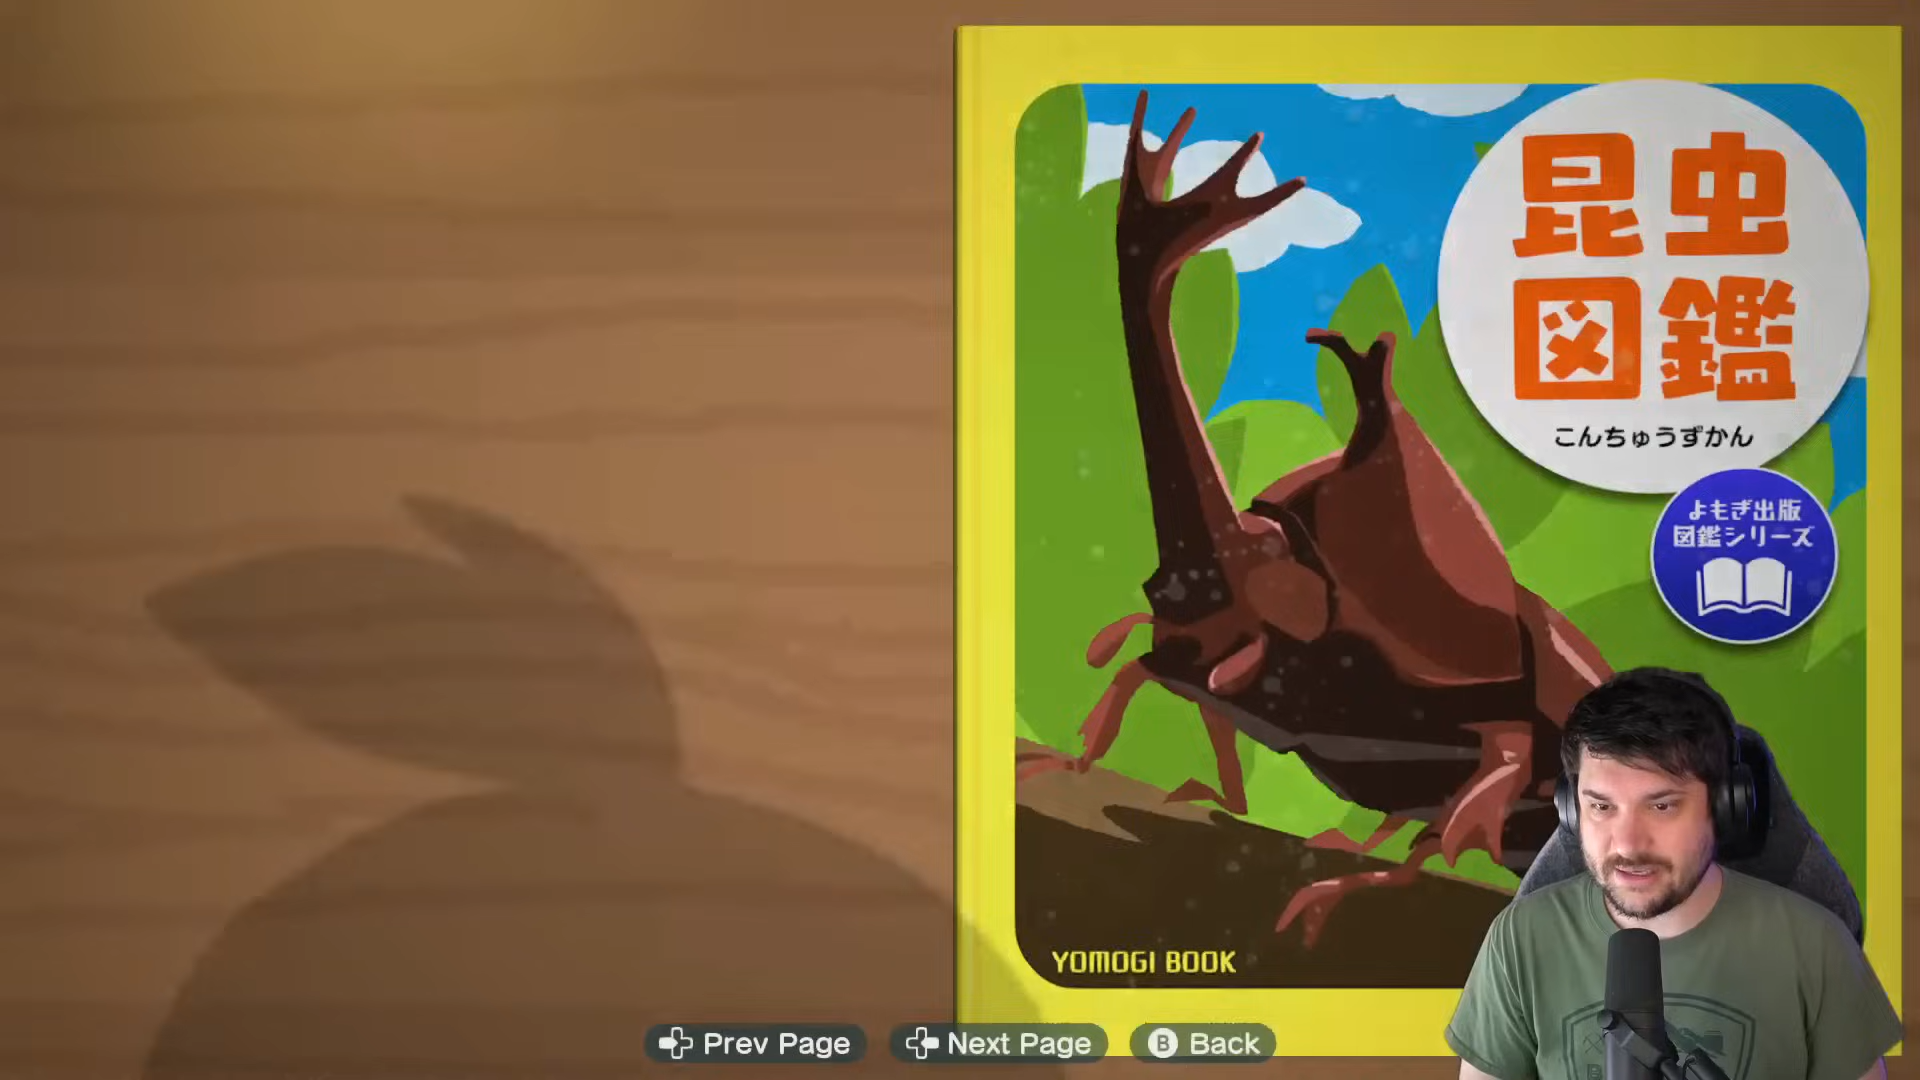 昆虫
図鑑
こんちゅうずかん
よもぎ出版
図鑑シリーズ
YOMOGI BOOK
Prev Page
Next Page
B Back